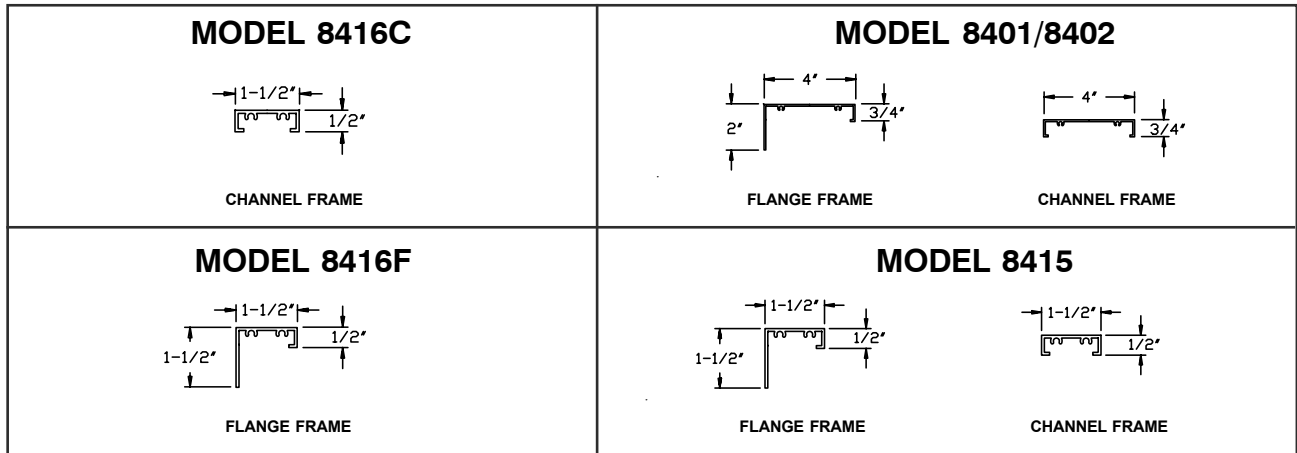 MODEL 8416C
1-1/2"
1/2"
CHANNEL FRAME
MODEL 8401/8402
4"
2"
3/4"
FLANGE FRAME
4"
3/4"
CHANNEL FRAME
MODEL 8416F
1-1/2"
1-1/2"
1/2"
FLANGE FRAME
MODEL 8415
1-1/2"
1-1/2"
1/2"
FLANGE FRAME
1-1/2"
1/2"
CHANNEL FRAME